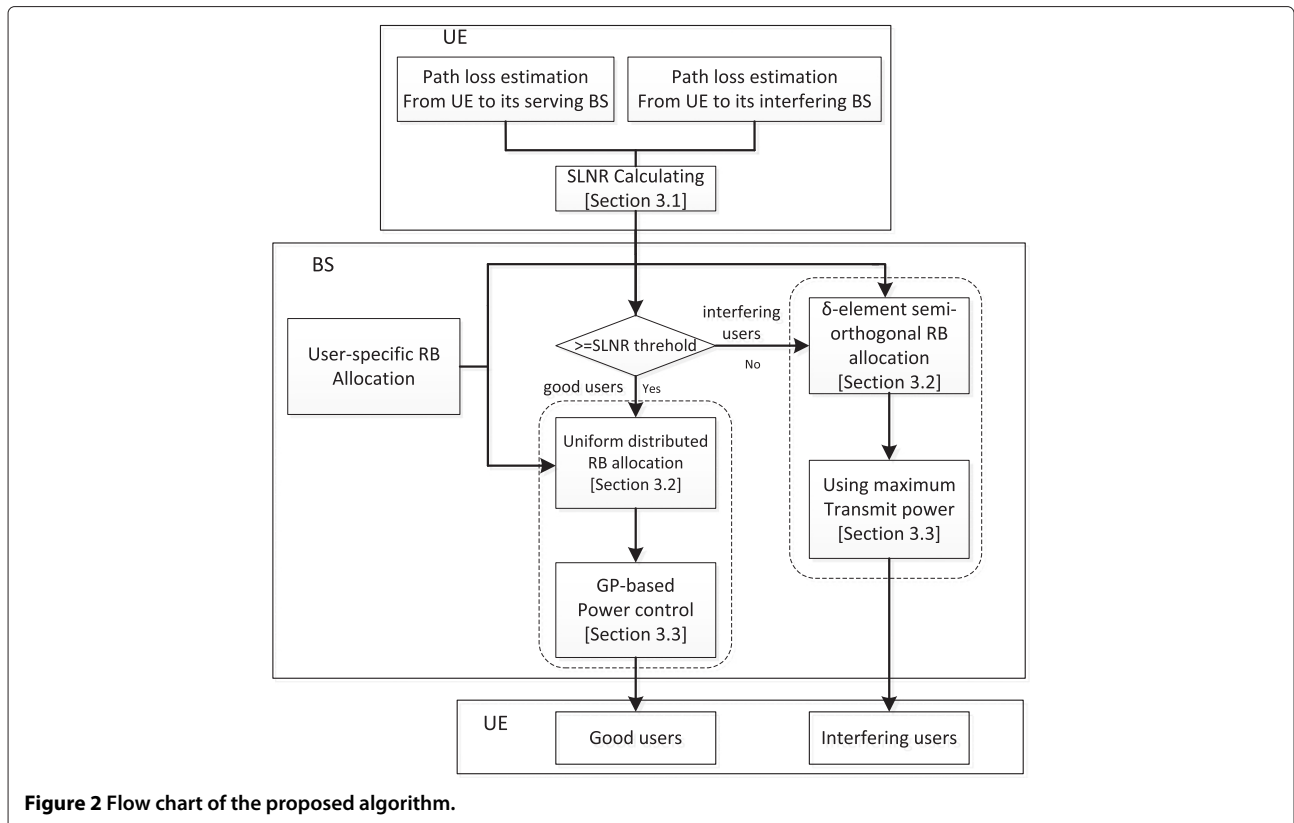 UE
Path loss estimation
From UE to its serving BS
Path loss estimation
From UE to its interfering BS
SLNR Calculating
[Section 3.1]
BS
User-specific RB
Allocation
>=SLNR threhold
interfering
users
No
good users
Yes
δ-element semi-
orthogonal RB
allocation
[Section 3.2]
Uniform distributed
RB allocation
[Section 3.2]
Using maximum
Transmit power
[Section 3.3]
GP-based
Power control
[Section 3.3]
UE
Good users
Interfering users
Figure 2 Flow chart of the proposed algorithm.